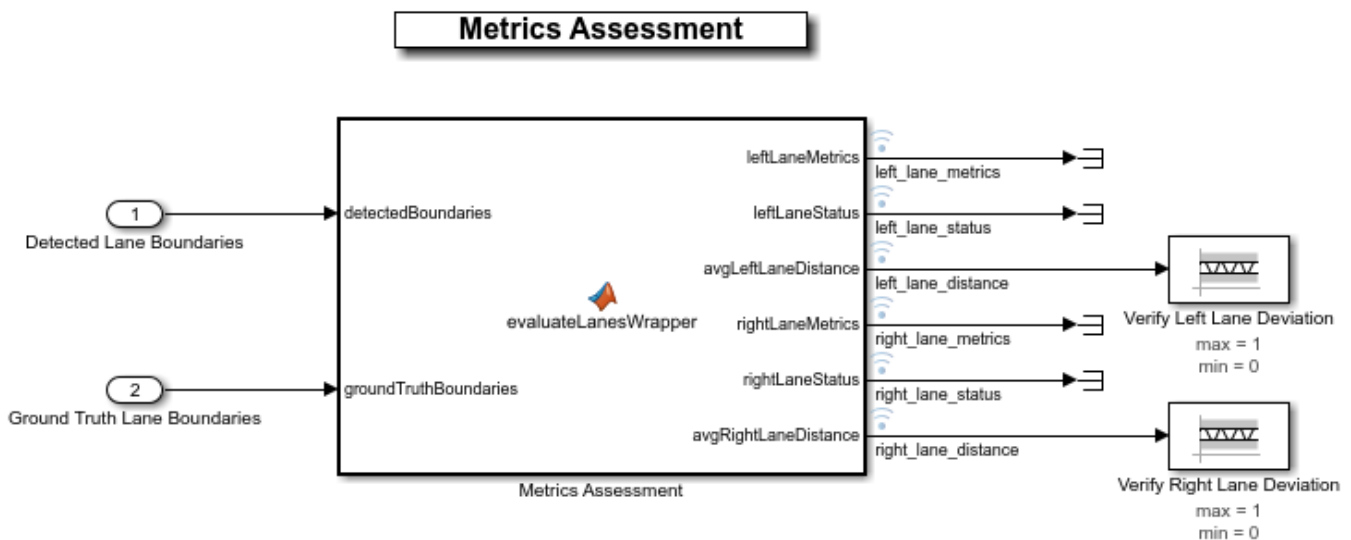 Metrics Assessment
1
Detected Lane Boundaries
2
Ground Truth Lane Boundaries
detectedBoundaries
groundTruthBoundaries
evaluateLanesWrapper
leftLaneMetrics
leftLaneStatus
avgLeftLaneDistance
rightLaneMetrics
rightLaneStatus
avgRightLaneDistance
Metrics Assessment
left_lane_metrics
left_lane_status
left_lane_distance
right_lane_metrics
right_lane_status
right_lane_distance
Verify Left Lane Deviation
max = 1
min = 0
Verify Right Lane Deviation
max = 1
min = 0